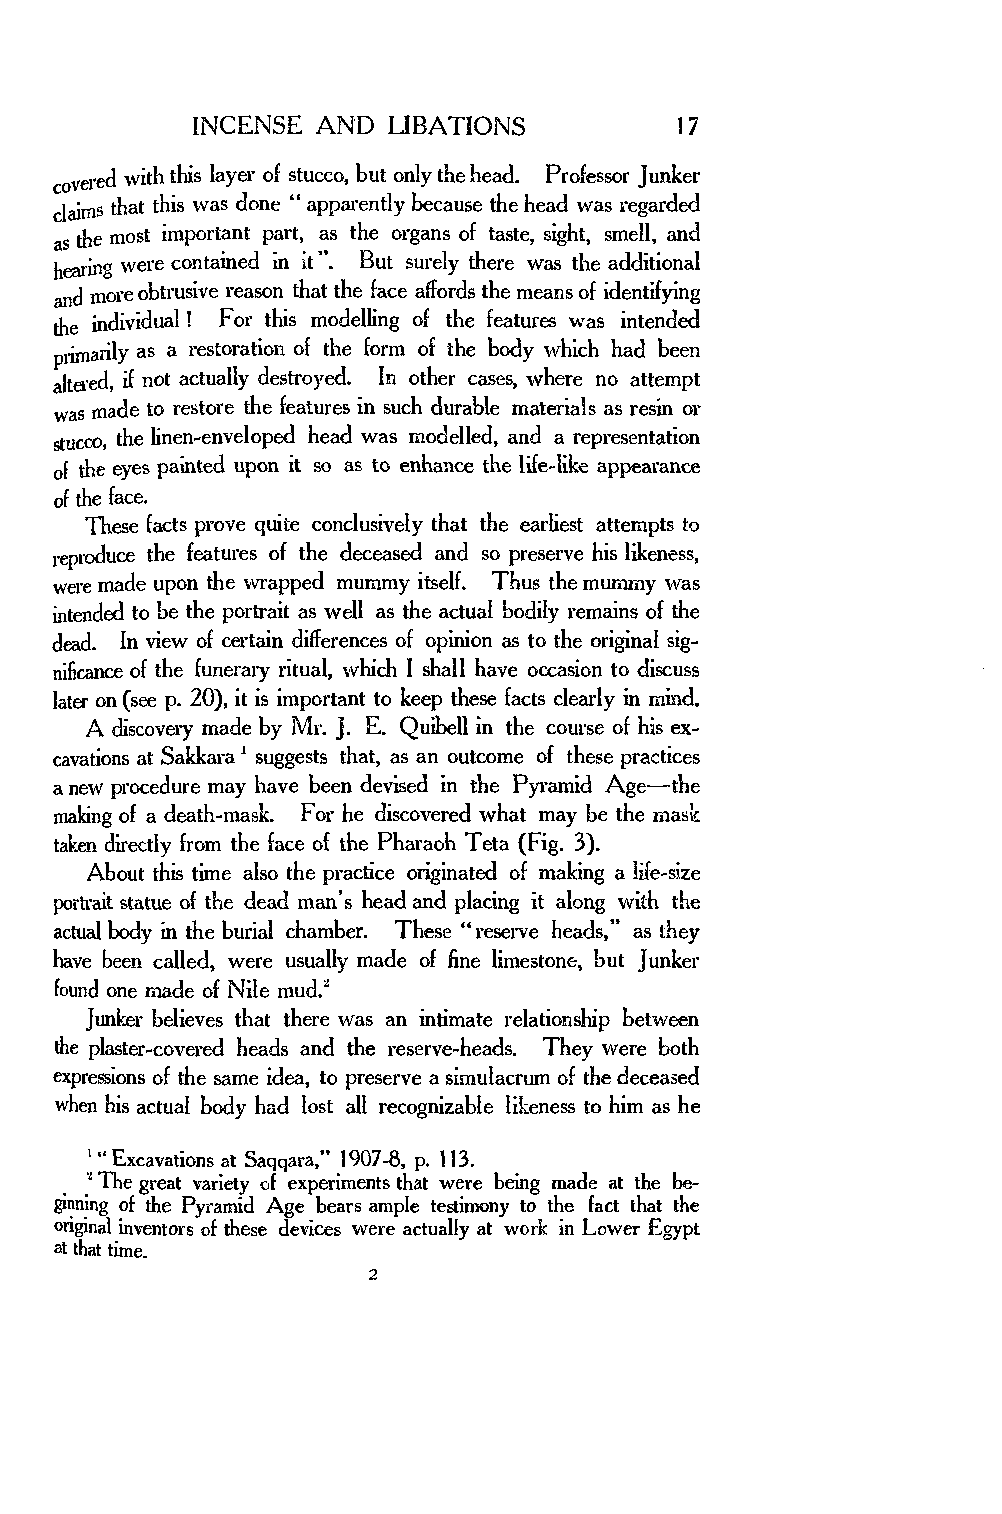 INCENSE AND LIBATIONS 17
covered with this layer of stucco, but only the head. Professor Junker
claims that this was done “ apparently because the head was regarded
as the most important part, as the organs of taste, sight, smell, and
hearing were contained in it ”. But surely there was the additional
and more obtrusive reason that the face affords the means of identifying
the individual ! For this modelling of the features was intended
primarily as a restoration of the form of the body which had been
altered, if not actually destroyed. In other cases, where no attempt
was made to restore the features in such durable materials as resin or
stucco, the linen-enveloped head was modelled, and a representation
of the eyes painted upon it so as to enhance the life-like appearance
of the face.
These facts prove quite conclusively that the earliest attempts to
reproduce the features of the deceased and so preserve his likeness,
were made upon the wrapped mummy itself. Thus the mummy was
intended to be the portrait as well as the actual bodily remains of the
dead. In view of certain differences of opinion as to the original sig-
nificance of the funerary ritual, which I shall have occasion to discuss
later on (see p. 20), it is important to keep these facts clearly in mind.
A discovery made by Mr. J. E. Quibell in the course of his ex-
cavations at Sakkara ¹ suggests that, as an outcome of these practices
a new procedure may have been devised in the Pyramid Age—the
making of a death-mask. For he discovered what may be the mask
taken directly from the face of the Pharaoh Teta (Fig. 3).
About this time also the practice originated of making a life-size
portrait statue of the dead man's head and placing it along with the
actual body in the burial chamber. These “reserve heads,” as they
have been called, were usually made of fine limestone, but Junker
found one made of Nile mud.²
Junker believes that there was an intimate relationship between
the plaster-covered heads and the reserve-heads. They were both
expressions of the same idea, to preserve a simulacrum of the deceased
when his actual body had lost all recognizable likeness to him as he
¹ “ Excavations at Saqqara,” 1907-8, p. 113.
² The great variety of experiments that were being made at the be-
ginning of the Pyramid Age bears ample testimony to the fact that the
original inventors of these devices were actually at work in Lower Egypt
at that time.
2